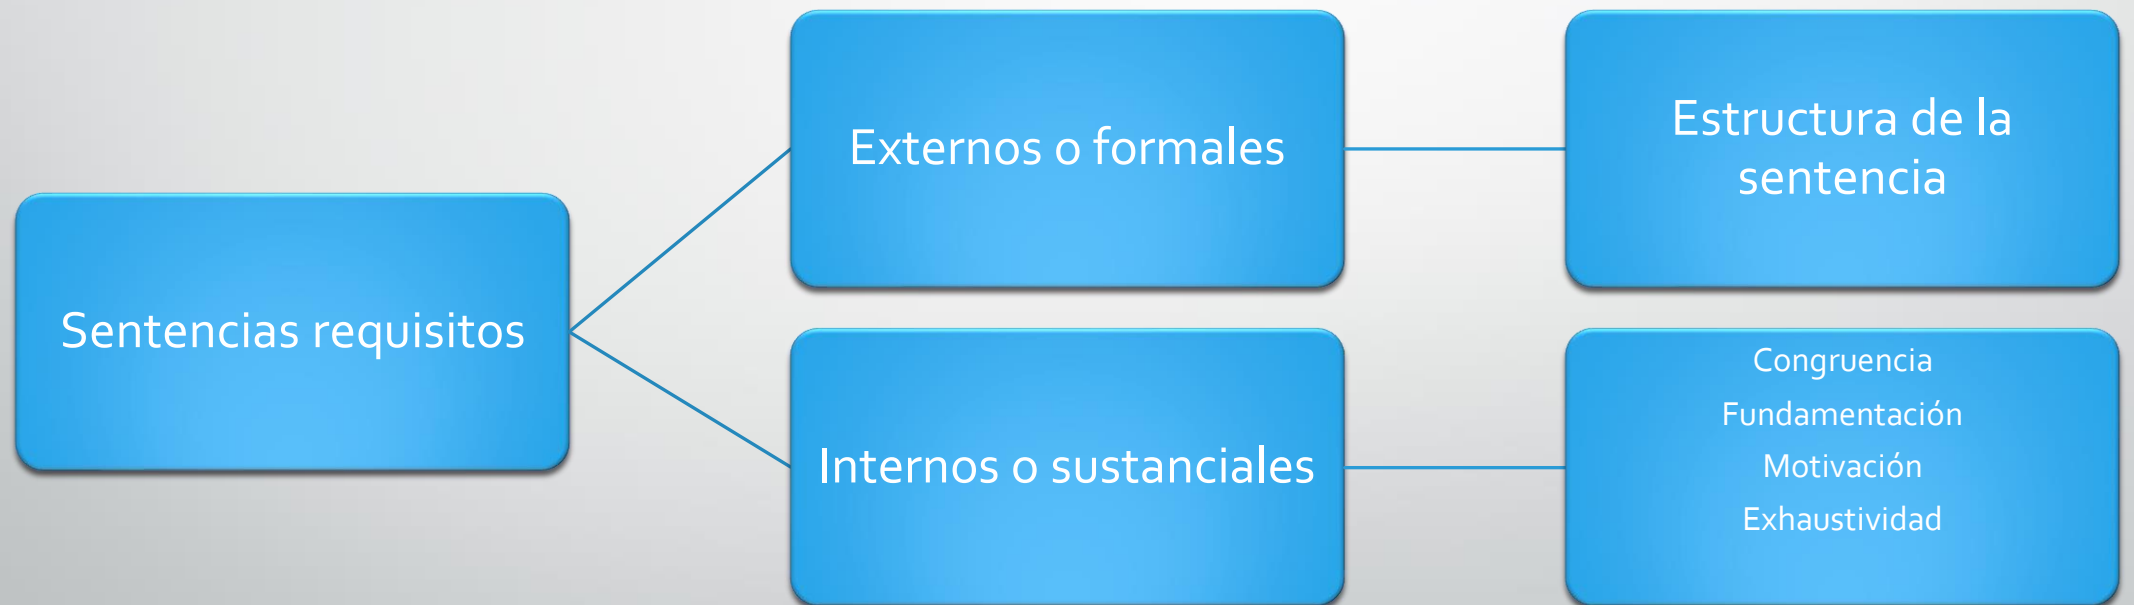 Sentencias requisitos
Externos o formales
Estructura de la
sentencia
Internos o sustanciales
Congruencia
Fundamentación
Motivación
Exhaustividad